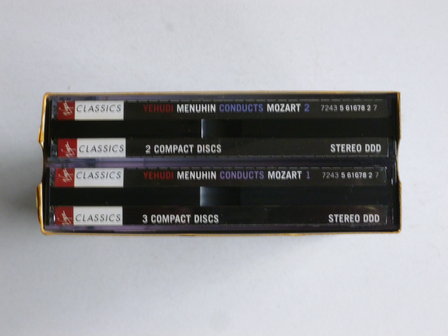 CLASSICS YEHUDI MENUHIN CONDUCTS MOZART 2 7243 5 61678 2 7
CLASSICS 2 COMPACT DISCS STEREO DDD
CLASSICS YEHUDI MENUHIN CONDUCTS MOZART 1 7243 5 61678 2 7
CLASSICS 3 COMPACT DISCS STEREO DDD